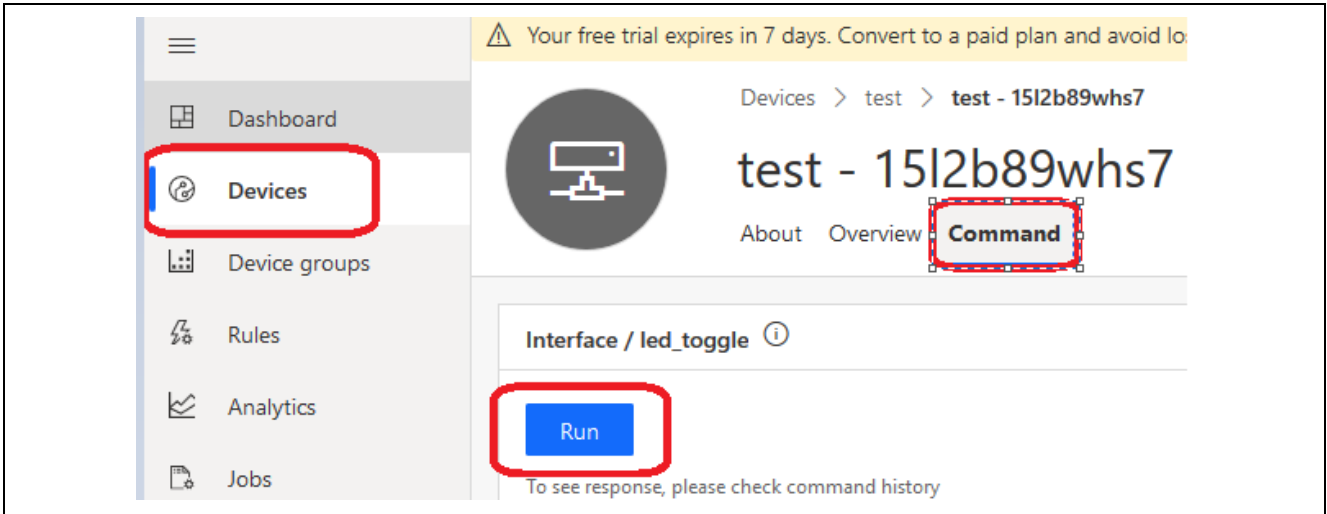 Your free trial expires in 7 days. Convert to a paid plan and avoid
Dashboard
Devices
Device groups
Rules
Analytics
Jobs
Devices > test > test - 15l2b89whs7
test - 15l2b89whs7
About Overview Command
Interface / led_toggle
Run
To see response, please check command history